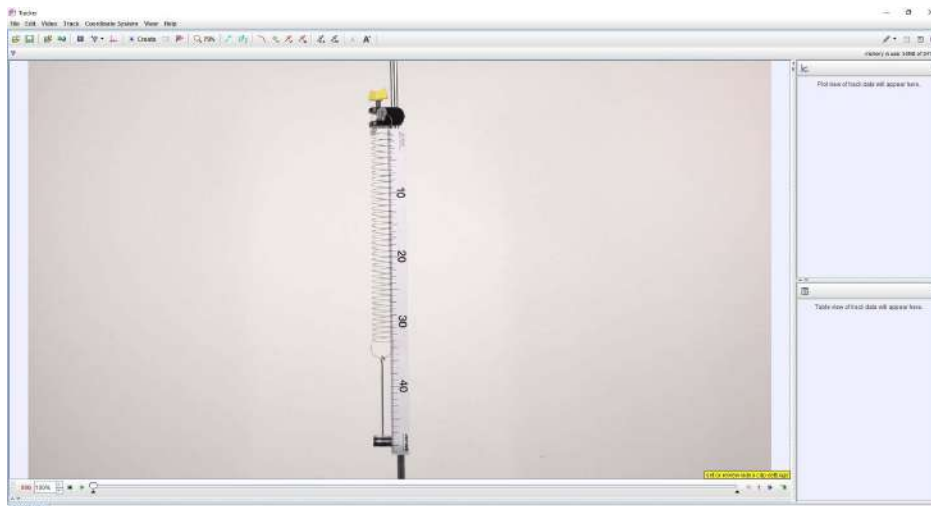 Tracker
File Edit Video Track Coordinate System View Help
Create 79%
Plot view of track data will appear here.
10
20
30
40
Table view of track data will appear here.
100%